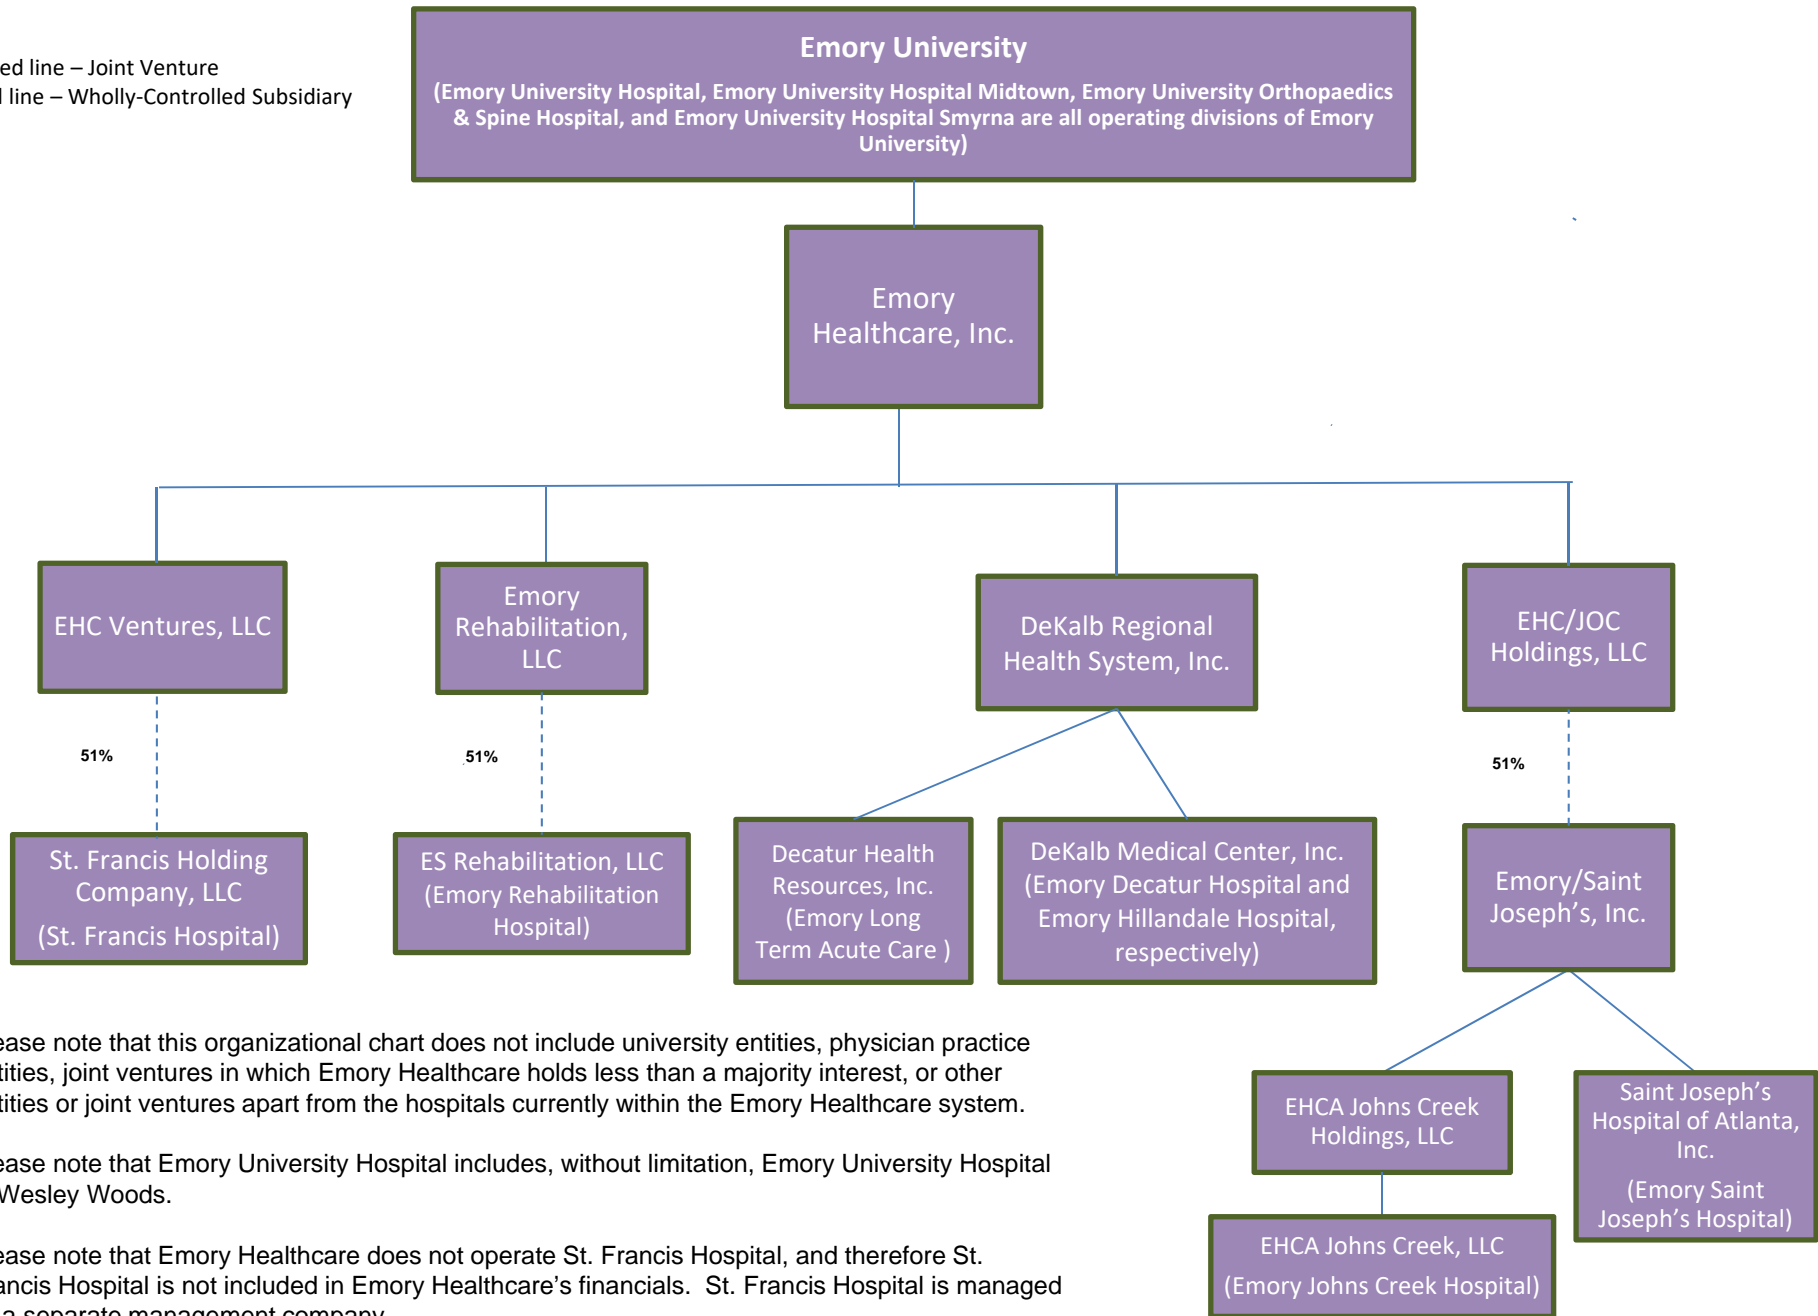 Emory University
ed line – Joint Venture
line – Wholly-Controlled Subsidiary
(Emory University Hospital, Emory University Hospital Midtown, Emory University Orthopaedics
& Spine Hospital, and Emory University Hospital Smyrna are all operating divisions of Emory
University)
Emory
Healthcare, Inc.
EHC Ventures, LLC
Emory
Rehabilitation,
LLC
DeKalb Regional
Health System, Inc.
EHC/JOC
Holdings, LLC
51%
51%
51%
St. Francis Holding
Company, LLC
(St. Francis Hospital)
ES Rehabilitation, LLC
(Emory Rehabilitation
Hospital)
Decatur Health
Resources, Inc.
(Emory Long
Term Acute Care )
DeKalb Medical Center, Inc.
(Emory Decatur Hospital and
Emory Hillandale Hospital,
respectively)
Emory/Saint
Joseph's, Inc.
ease note that this organizational chart does not include university entities, physician practice
tities, joint ventures in which Emory Healthcare holds less than a majority interest, or other
tities or joint ventures apart from the hospitals currently within the Emory Healthcare system.
ease note that Emory University Hospital includes, without limitation, Emory University Hospital
Wesley Woods.
ease note that Emory Healthcare does not operate St. Francis Hospital, and therefore St.
ancis Hospital is not included in Emory Healthcare's financials.  St. Francis Hospital is managed
a separate management company
EHCA Johns Creek
Holdings, LLC
Saint Joseph's
Hospital of Atlanta,
Inc.
(Emory Saint
Joseph's Hospital)
EHCA Johns Creek, LLC
(Emory Johns Creek Hospital)